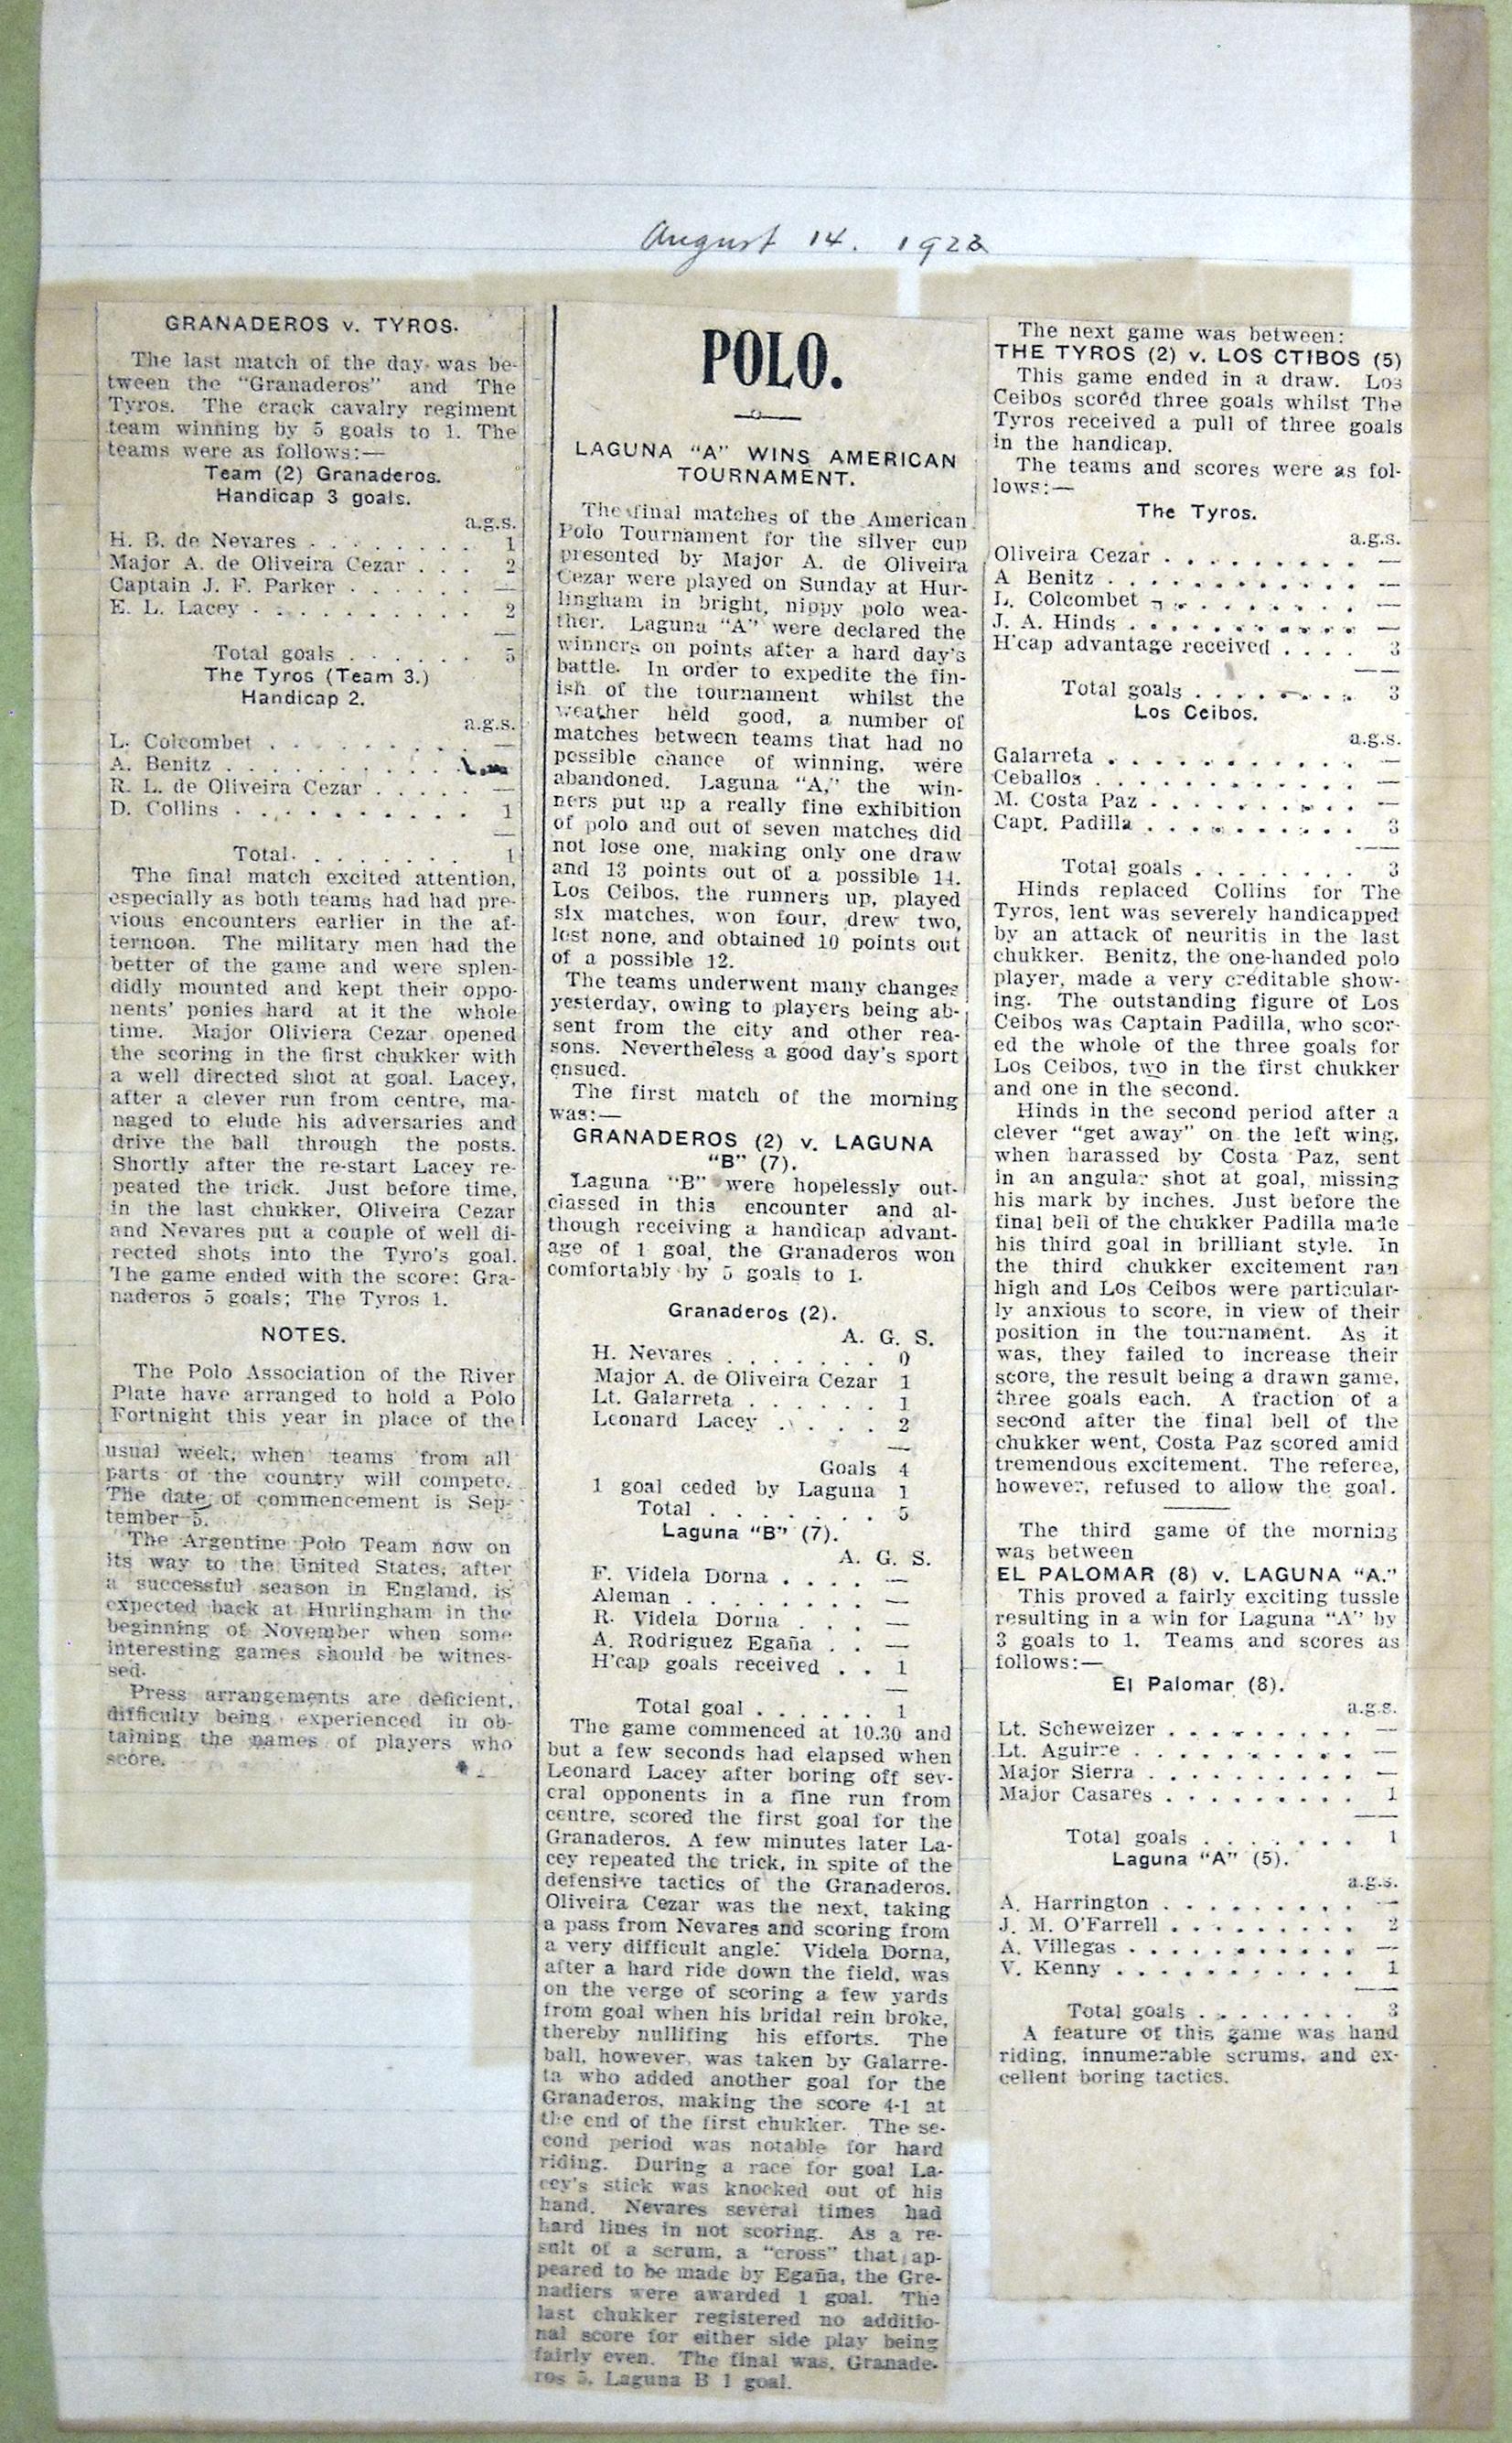 August 14. 1922
GRANADEROS v. TYROS.
The last match of the day was be-
tween the "Granaderos" and The
Tyros. The crack cavalry regiment
team winning by 5 goals to 1. The
teams were as follows:—
Team (2) Granaderos.
Handicap 3 goals.
a.g.s.
H. B. de Nevares . . . . . . . . 1
Major A. de Oliveira Cezar . . . 2
Captain J. F. Parker . . . . . . —
E. L. Lacey . . . . . . . . . . 2
—
Total goals . . . . . . 5
The Tyros (Team 3.)
Handicap 2.
a.g.s.
L. Colcombet . . . . . . . . . —
A. Benitz . . . . . . . . . . .
R. L. de Oliveira Cezar . . . . . —
D. Collins . . . . . . . . . . 1
—
Total. . . . . . . . 1
The final match excited attention,
especially as both teams had had pre-
vious encounters earlier in the af-
ternoon. The military men had the
better of the game and were splen-
didly mounted and kept their oppo-
nents' ponies hard at it the whole
time. Major Oliviera Cezar opened
the scoring in the first chukker with
a well directed shot at goal. Lacey,
after a clever run from centre, ma-
naged to elude his adversaries and
drive the ball through the posts.
Shortly after the re-start Lacey re-
peated the trick. Just before time,
in the last chukker, Oliveira Cezar
and Nevares put a couple of well di-
rected shots into the Tyro's goal.
The game ended with the score: Gra-
naderos 5 goals; The Tyros 1.
NOTES.
The Polo Association of the River
Plate have arranged to hold a Polo
Fortnight this year in place of the
usual week, when teams from all
parts of the country will compete.
The date of commencement is Sep-
tember 5.
The Argentine Polo Team now on
its way to the United States, after
a successful season in England, is
expected back at Hurlingham in the
beginning of November when some
interesting games should be witnes-
sed.
Press arrangements are deficient,
difficulty being experienced in ob-
taining the names of players who
score.
POLO.
LAGUNA "A" WINS AMERICAN
TOURNAMENT.
The final matches of the American
Polo Tournament for the silver cup
presented by Major A. de Oliveira
Cezar were played on Sunday at Hur-
lingham in bright, nippy polo wea-
ther. Laguna "A" were declared the
winners on points after a hard day's
battle. In order to expedite the fin-
ish of the tournament whilst the
weather held good, a number of
matches between teams that had no
possible chance of winning, were
abandoned. Laguna "A," the win-
ners put up a really fine exhibition
of polo and out of seven matches did
not lose one, making only one draw
and 13 points out of a possible 14.
Los Ceibos, the runners up, played
six matches, won four, drew two,
lost none, and obtained 10 points out
of a possible 12.
The teams underwent many changes
yesterday, owing to players being ab-
sent from the city and other rea-
sons. Nevertheless a good day's sport
ensued.
The first match of the morning
was:—
GRANADEROS (2) v. LAGUNA
"B" (7).
Laguna "B" were hopelessly out-
classed in this encounter and al-
though receiving a handicap advant-
age of 1 goal, the Granaderos won
comfortably by 5 goals to 1.
Granaderos (2).
A. G. S.
H. Nevares . . . . . . . 0
Major A. de Oliveira Cezar 1
Lt. Galarreta . . . . . . 1
Leonard Lacey . . . . 2
—
Goals 4
1 goal ceded by Laguna 1
Total . . . . . . . 5
Laguna "B" (7).
A. G. S.
F. Videla Dorna . . . . —
Aleman . . . . . . . . —
R. Videla Dorna . . . —
A. Rodriguez Egaña . . —
H'cap goals received . . 1
—
Total goal . . . . . . 1
The game commenced at 10.30 and
but a few seconds had elapsed when
Leonard Lacey after boring off sev-
eral opponents in a fine run from
centre, scored the first goal for the
Granaderos. A few minutes later La-
cey repeated the trick, in spite of the
defensive tactics of the Granaderos.
Oliveira Cezar was the next, taking
a pass from Nevares and scoring from
a very difficult angle. Videla Dorna,
after a hard ride down the field, was
on the verge of scoring a few yards
from goal when his bridal rein broke,
thereby nullifing his efforts. The
ball, however, was taken by Galarre-
ta who added another goal for the
Granaderos, making the score 4-1 at
the end of the first chukker. The se-
cond period was notable for hard
riding. During a race for goal La-
cey's stick was knocked out of his
hand. Nevares several times had
hard lines in not scoring. As a re-
sult of a scrum, a "cross" that ap-
peared to be made by Egaña, the Gre-
nadiers were awarded 1 goal. The
last chukker registered no additio-
nal score for either side play being
fairly even. The final was, Granade-
ros 5, Laguna B 1 goal.
The next game was between:
THE TYROS (2) v. LOS CTIBOS (5)
This game ended in a draw. Los
Ceibos scored three goals whilst The
Tyros received a pull of three goals
in the handicap.
The teams and scores were as fol-
lows:—
The Tyros.
a.g.s.
Oliveira Cezar . . . . . . . . . —
A Benitz . . . . . . . . . . . . —
L. Colcombet . . . . . . . . . —
J. A. Hinds . . . . . . . . . . . —
H'cap advantage received . . . . 3
—
Total goals . . . . . . . . 3
Los Ceibos.
a.g.s.
Galarreta . . . . . . . . . . . . —
Ceballos . . . . . . . . . . . . —
M. Costa Paz . . . . . . . . . . —
Capt. Padilla . . . . . . . . . . 3
—
Total goals . . . . . . . . 3
Hinds replaced Collins for The
Tyros, lent was severely handicapped
by an attack of neuritis in the last
chukker. Benitz, the one-handed polo
player, made a very creditable show-
ing. The outstanding figure of Los
Ceibos was Captain Padilla, who scor-
ed the whole of the three goals for
Los Ceibos, two in the first chukker
and one in the second.
Hinds in the second period after a
clever "get away" on the left wing,
when harassed by Costa Paz, sent
in an angular shot at goal, missing
his mark by inches. Just before the
final bell of the chukker Padilla made
his third goal in brilliant style. In
the third chukker excitement ran
high and Los Ceibos were particular-
ly anxious to score, in view of their
position in the tournament. As it
was, they failed to increase their
score, the result being a drawn game,
three goals each. A fraction of a
second after the final bell of the
chukker went, Costa Paz scored amid
tremendous excitement. The referee,
however, refused to allow the goal.
The third game of the morning
was between
EL PALOMAR (8) v. LAGUNA "A."
This proved a fairly exciting tussle
resulting in a win for Laguna "A" by
3 goals to 1. Teams and scores as
follows:—
El Palomar (8).
a.g.s.
Lt. Scheweizer . . . . . . . . . —
Lt. Aguirre . . . . . . . . . . . —
Major Sierra . . . . . . . . . . —
Major Casares . . . . . . . . . 1
—
Total goals . . . . . . . 1
Laguna "A" (5).
a.g.s.
A. Harrington . . . . . . . . . —
J. M. O'Farrell . . . . . . . . . 2
A. Villegas . . . . . . . . . . . —
V. Kenny . . . . . . . . . . . . 1
—
Total goals . . . . . . . . 3
A feature of this game was hand
riding, innumerable scrums, and ex-
cellent boring tactics.